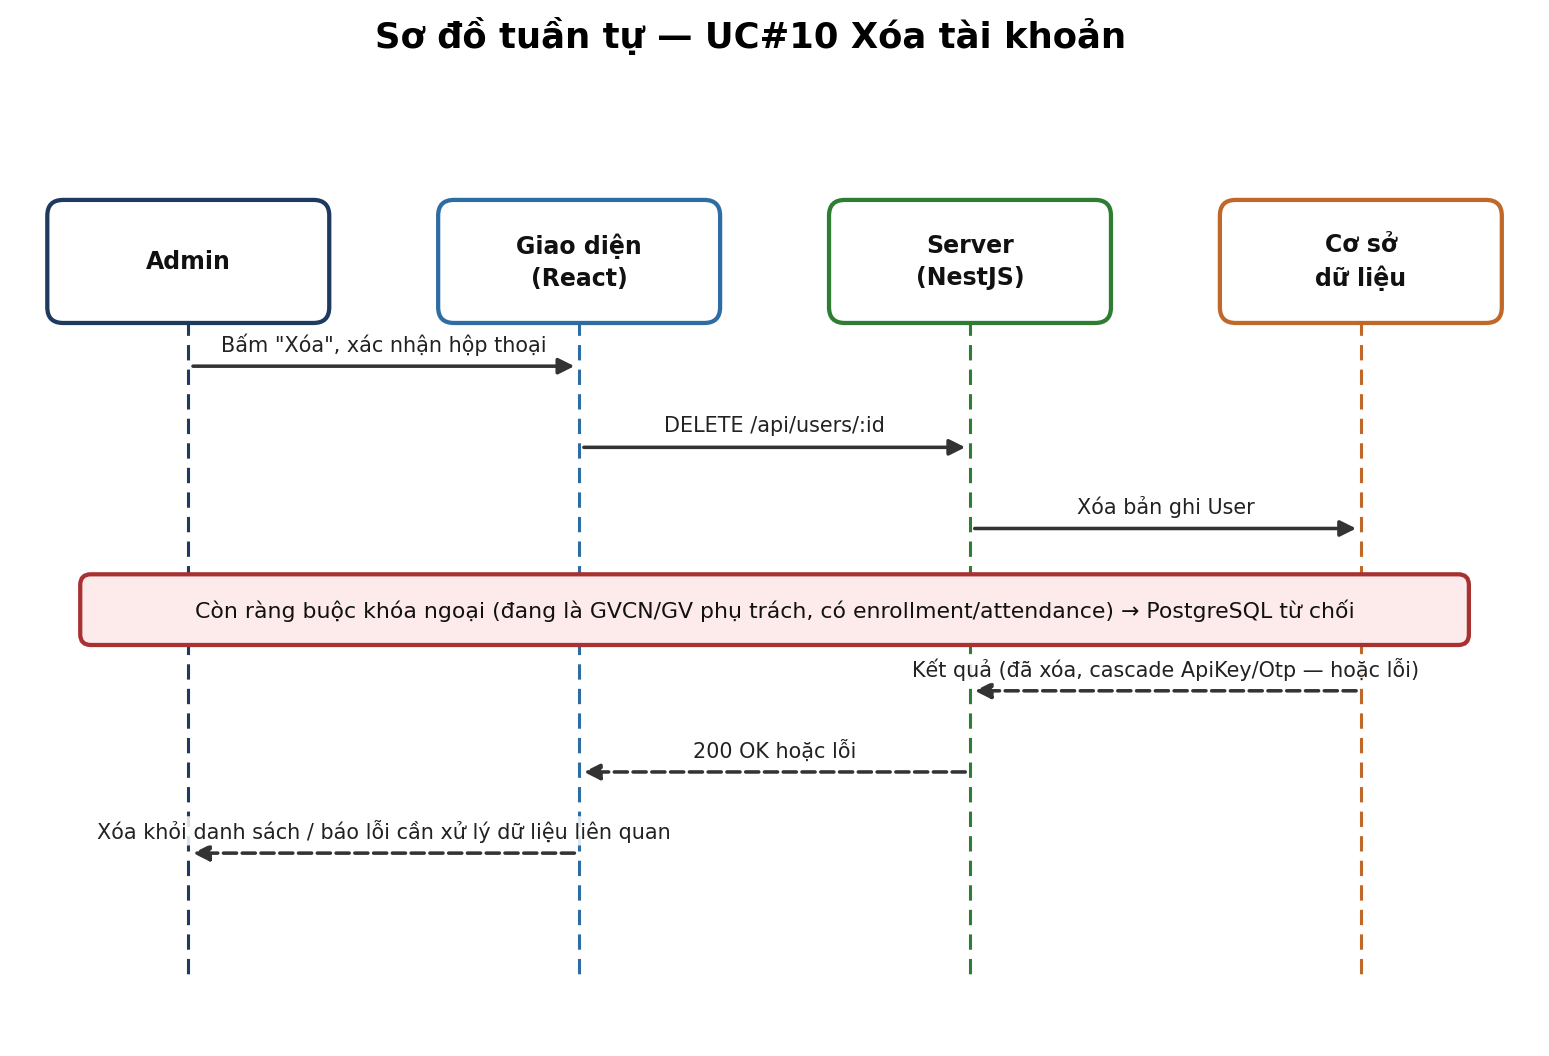 Sơ đồ tuần tự — UC#10 Xóa tài khoản
Admin
Giao diện
(React)
Server
(NestJS)
Cơ sở
dữ liệu
Bấm "Xóa", xác nhận hộp thoại
DELETE /api/users/:id
Xóa bản ghi User
Còn ràng buộc khóa ngoại (đang là GVCN/GV phụ trách, có enrollment/attendance) → PostgreSQL từ chối
Kết quả (đã xóa, cascade ApiKey/Otp — hoặc lỗi)
200 OK hoặc lỗi
Xóa khỏi danh sách / báo lỗi cần xử lý dữ liệu liên quan